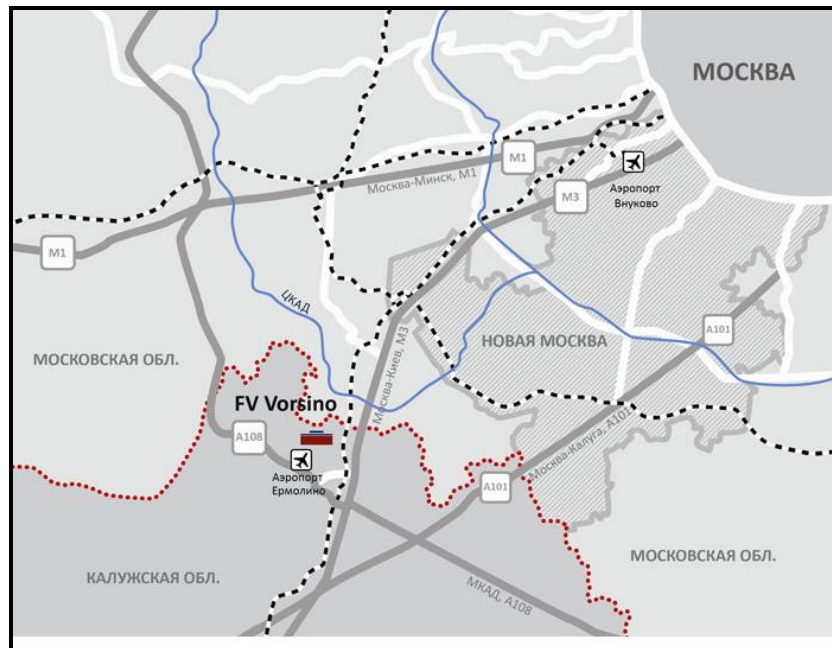 МОСКВА
М1
Москва-Минск, М1
Аэропорт
Внуково
М3
М1
ЦКАД
А101
МОСКОВСКАЯ ОБЛ.
НОВАЯ МОСКВА
Москва-Киев, М3
FV Vorsino
А108
Москва-Калуга, А101
Аэропорт
Ермолино
А101
МОСКОВСКАЯ ОБЛ.
КАЛУЖСКАЯ ОБЛ.
МКАД, А108